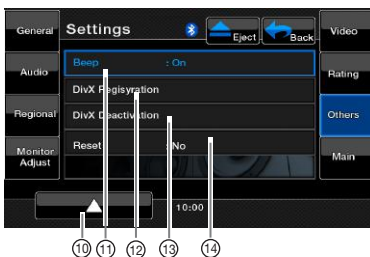 General Settings Eject Back Video
Audio Beep : On Rating
DivX Regisyration
Regional DivX Deactivation Others
Monitor Adjust Reset : No Main
10:00
10 11 12 13 14